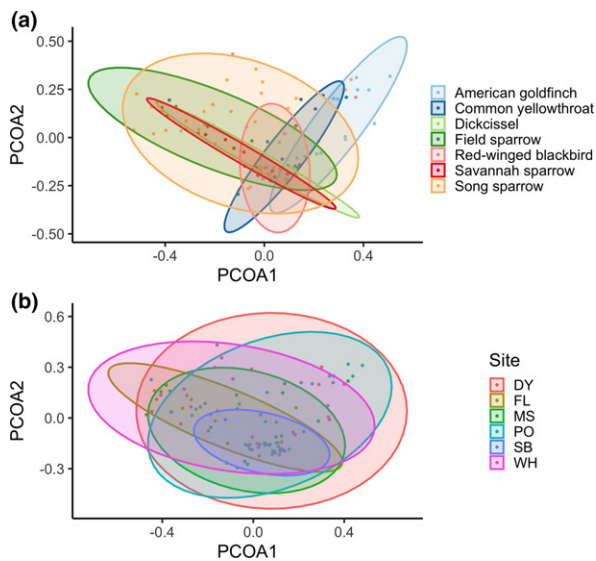 (a)
0.50
0.25
0.00
-0.25
-0.50
PCOA2
-0.4 0.0 0.4
PCOA1
American goldfinch
Common yellowthroat
Dickcissel
Field sparrow
Red-winged blackbird
Savannah sparrow
Song sparrow
(b)
0.6
0.3
0.0
-0.3
PCOA2
-0.4 0.0 0.4
PCOA1
Site
DY
FL
MS
PO
SB
WH